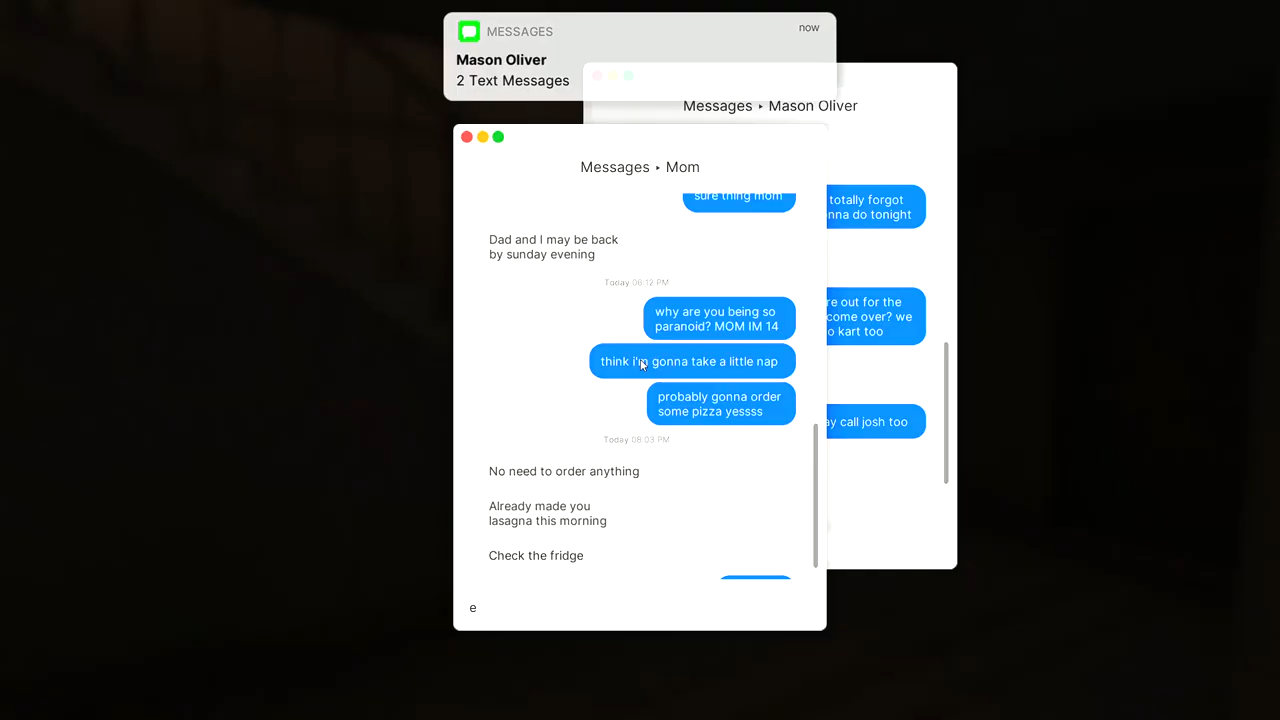 MESSAGES
now
Mason Oliver
2 Text Messages
Messages ‣ Mason Oliver
totally forgot
nna do tonight
re out for the
come over? we
o kart too
ay call josh too
Messages ‣ Mom
sure thing mom
Dad and I may be back
by sunday evening
Today 06:12 PM
why are you being so
paranoid? MOM IM 14
think i'm gonna take a little nap
probably gonna order
some pizza yessss
Today 08:03 PM
No need to order anything
Already made you
lasagna this morning
Check the fridge
e